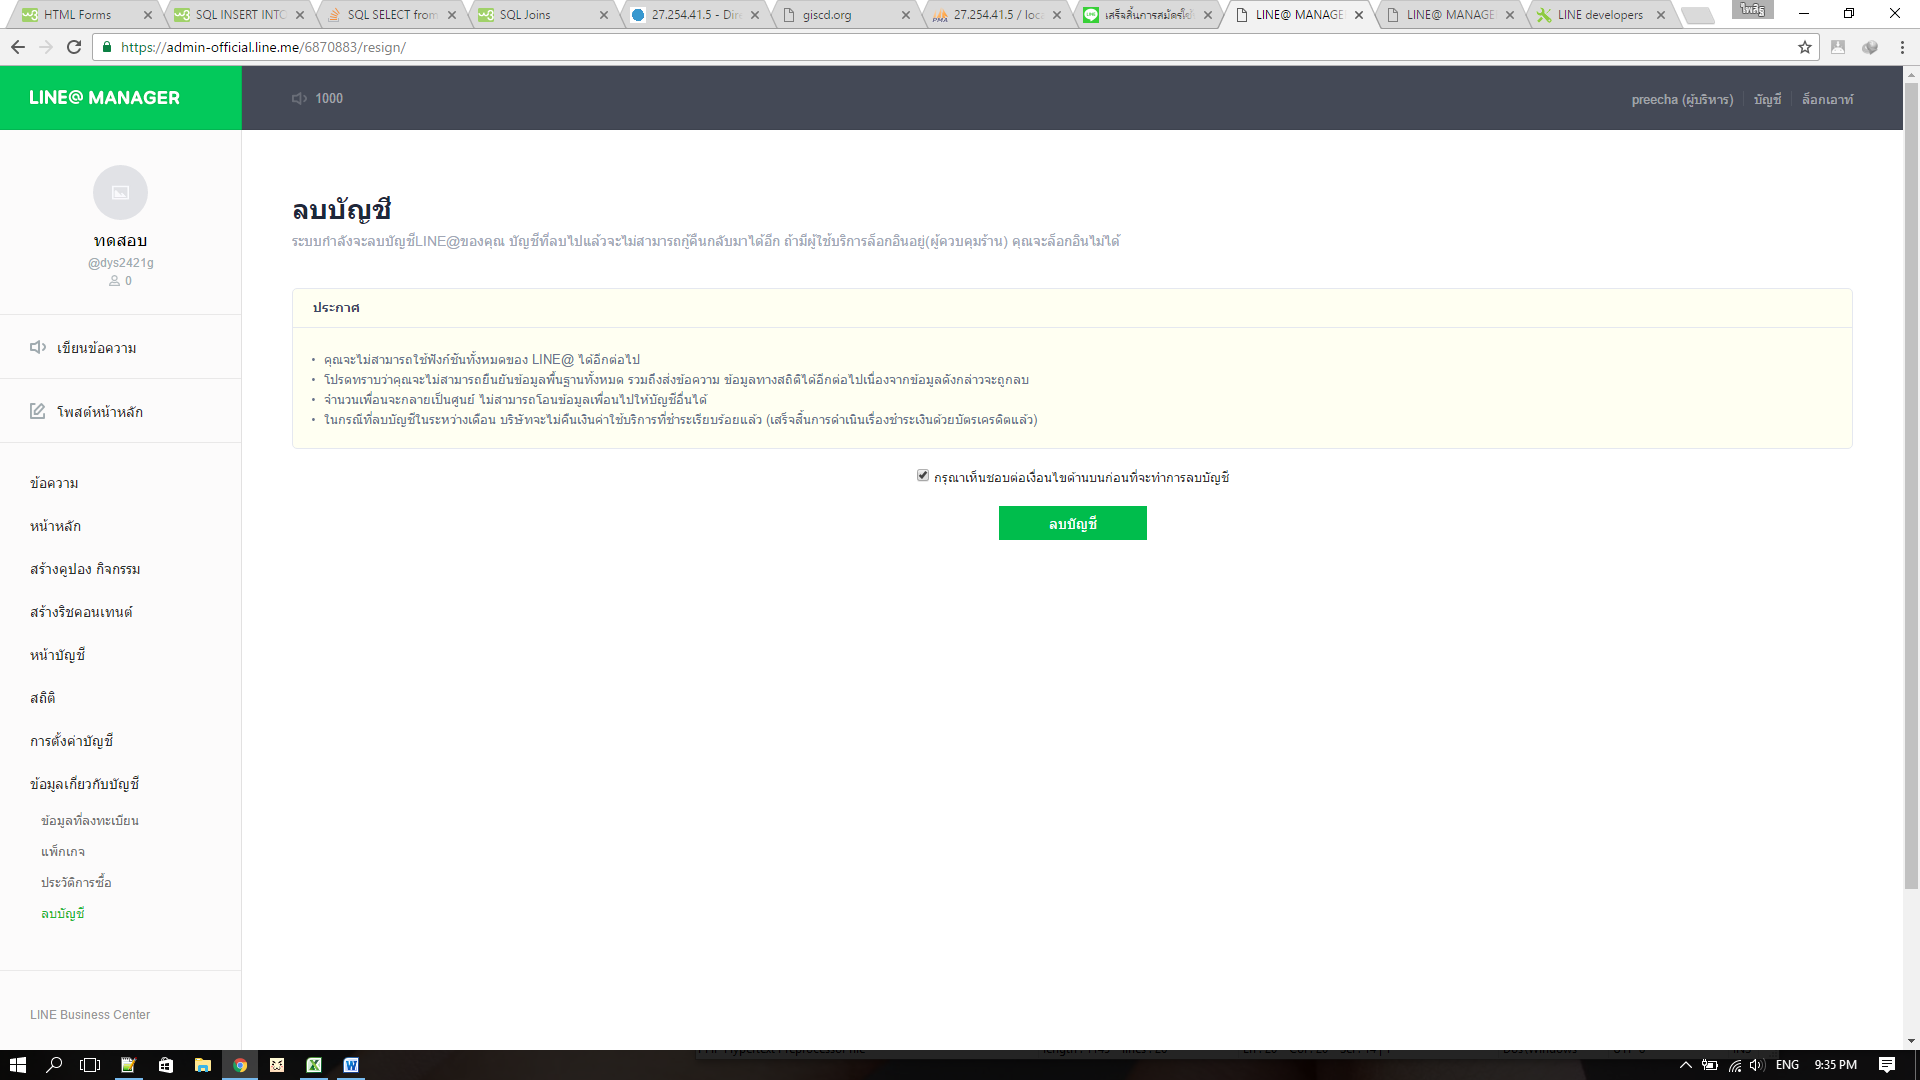 HTML Forms
SQL INSERT INTO
SQL SELECT from
SQL Joins
27.254.41.5 - Dir
giscd.org
27.254.41.5 / loca
เสร็จสิ้นการสมัครใช้
LINE@ MANAGE
LINE@ MANAGE
LINE developers
ไพสิฐ
https://admin-official.line.me/6870883/resign/
LINE@ MANAGER
1000
preecha (ผู้บริหาร)
บัญชี
ล็อกเอาท์
ทดสอบ
@dys2421g
0
เขียนข้อความ
โพสต์หน้าหลัก
ข้อความ
หน้าหลัก
สร้างคูปอง กิจกรรม
สร้างริชคอนเทนต์
หน้าบัญชี
สถิติ
การตั้งค่าบัญชี
ข้อมูลเกี่ยวกับบัญชี
ข้อมูลที่ลงทะเบียน
แพ็กเกจ
ประวัติการซื้อ
ลบบัญชี
LINE Business Center
ลบบัญชี
ระบบกำลังจะลบบัญชีLINE@ของคุณ บัญชีที่ลบไปแล้วจะไม่สามารถกู้คืนกลับมาได้อีก ถ้ามีผู้ใช้บริการล็อกอินอยู่(ผู้ควบคุมร้าน) คุณจะล็อกอินไม่ได้
ประกาศ
• คุณจะไม่สามารถใช้ฟังก์ชันทั้งหมดของ LINE@ ได้อีกต่อไป
• โปรดทราบว่าคุณจะไม่สามารถยืนยันข้อมูลพื้นฐานทั้งหมด รวมถึงส่งข้อความ ข้อมูลทางสถิติได้อีกต่อไปเนื่องจากข้อมูลดังกล่าวจะถูกลบ
• จำนวนเพื่อนจะกลายเป็นศูนย์ ไม่สามารถโอนข้อมูลเพื่อนไปให้บัญชีอื่นได้
• ในกรณีที่ลบบัญชีในระหว่างเดือน บริษัทจะไม่คืนเงินค่าใช้บริการที่ชำระเรียบร้อยแล้ว (เสร็จสิ้นการดำเนินเรื่องชำระเงินด้วยบัตรเครดิตแล้ว)
กรุณาเห็นชอบต่อเงื่อนไขด้านบนก่อนที่จะทำการลบบัญชี
ลบบัญชี
ENG
9:35 PM